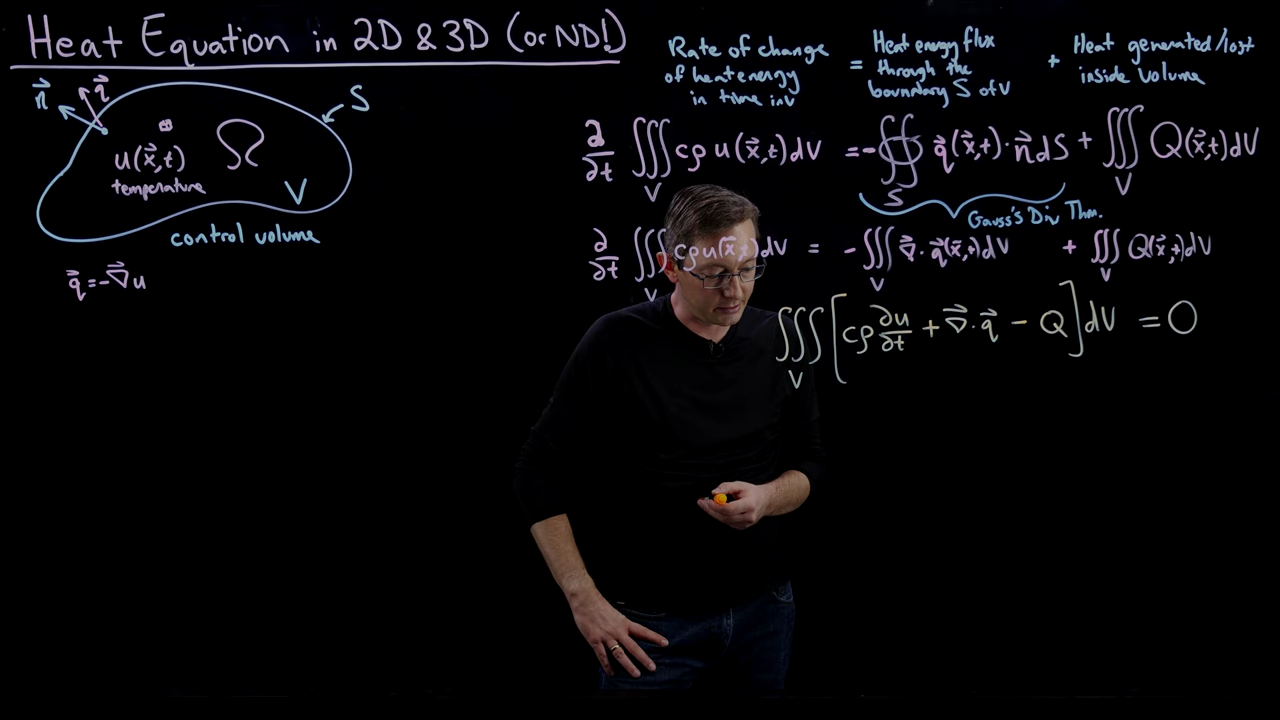 Heat Equation in 2D & 3D (or ND!)
Rate of change of heat energy in time in V = Heat energy flux through the boundary S of V + Heat generated/lost inside volume
n⃗ q⃗
S
u(x⃗,t)
temperature
Ω
V
control volume
q⃗ = -∇⃗u
∂/∂t ∭_V cρ u(x⃗,t) dV = -∯_S q⃗(x⃗,t)·n⃗ dS + ∭_V Q(x⃗,t) dV
Gauss's Div Thm.
∂/∂t ∭_V cρu(x⃗,t) dV = -∭_V ∇⃗·q⃗(x⃗,t) dV + ∭_V Q(x⃗,t) dV
∭_V [cρ ∂u/∂t + ∇⃗·q⃗ - Q] dV = 0